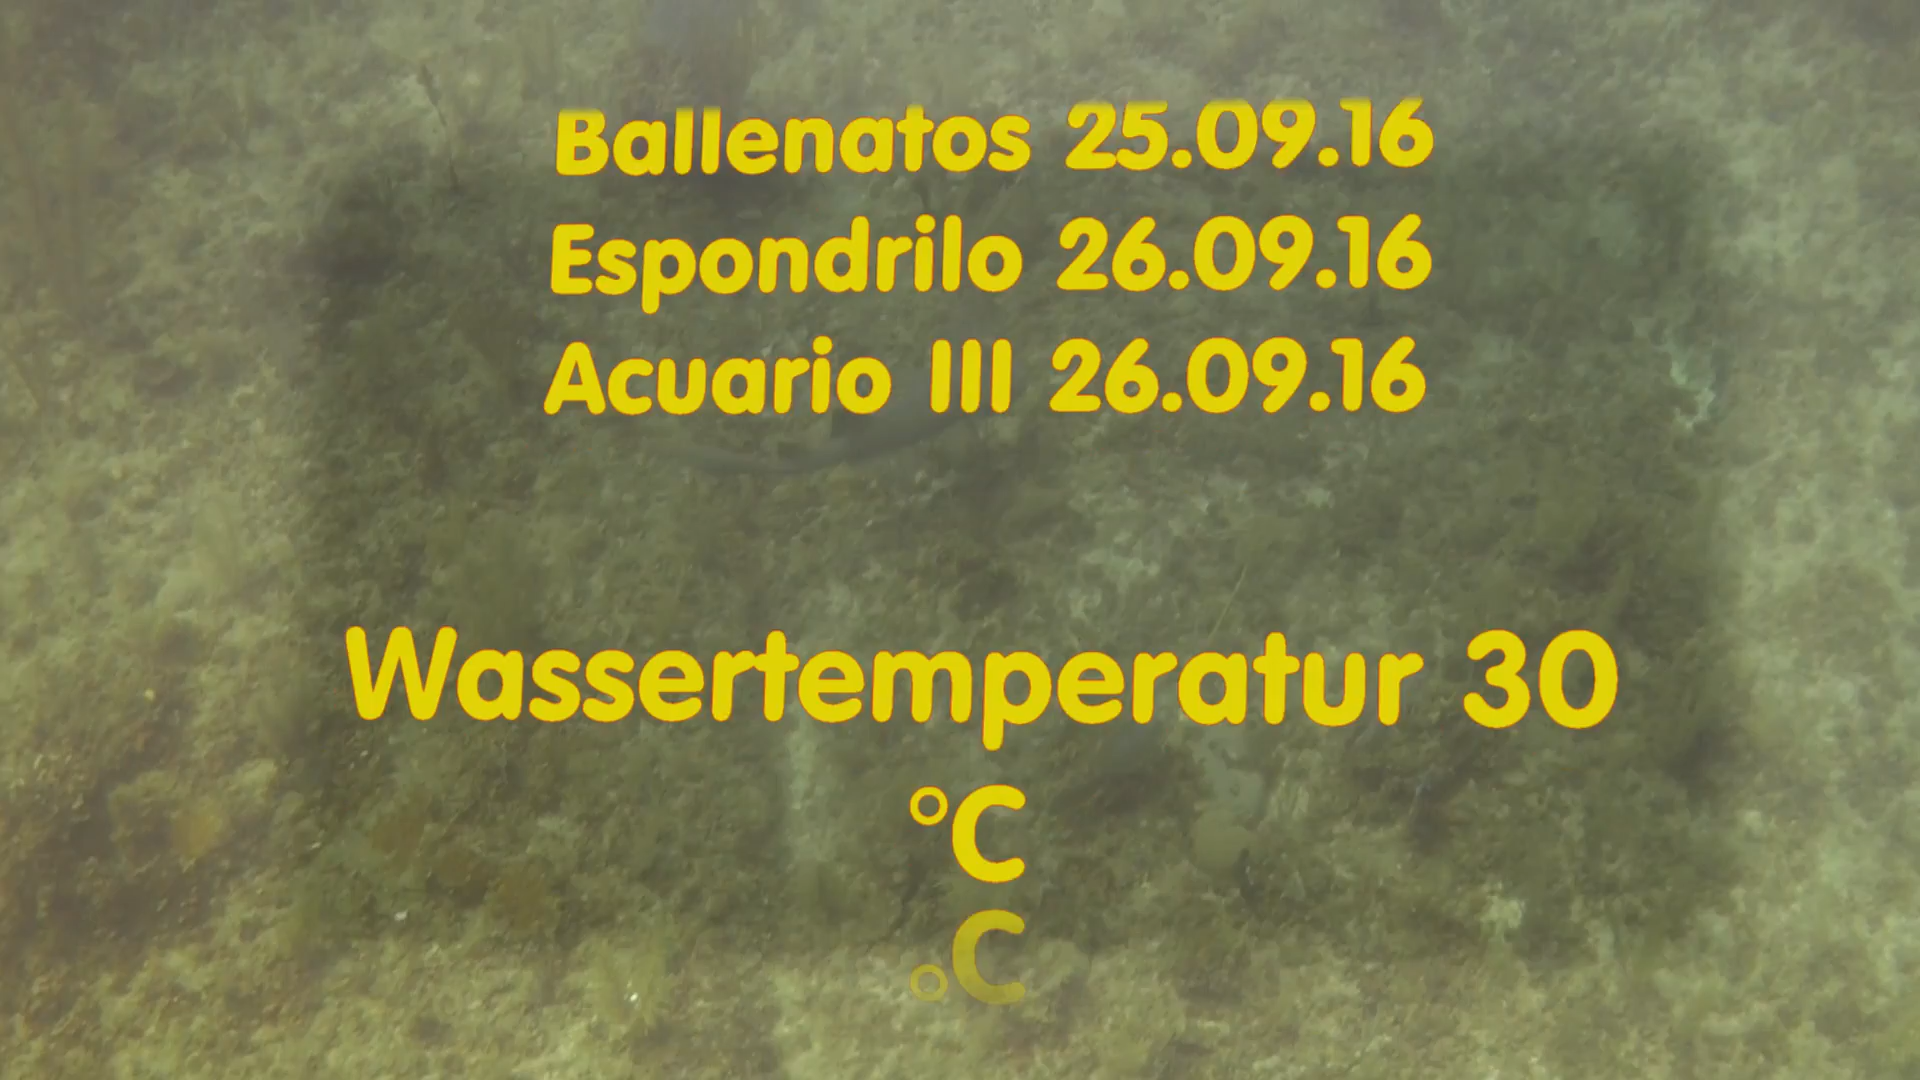 Ballenatos 25.09.16
Espondrilo 26.09.16
Acuario III 26.09.16
Wassertemperatur 30
°C